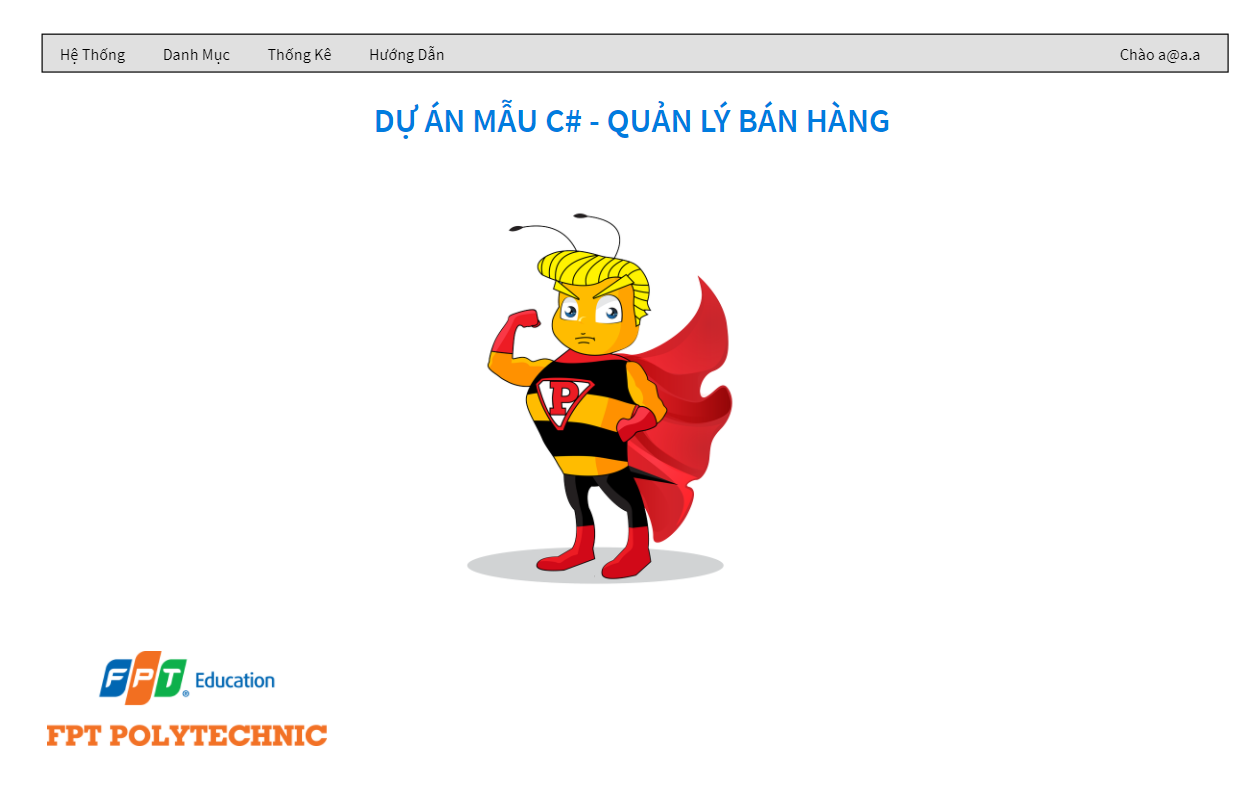 Hệ Thống Danh Mục Thống Kê Hướng Dẫn Chào a@a.a
DỰ ÁN MẪU C# - QUẢN LÝ BÁN HÀNG
P
FPT Education
FPT POLYTECHNIC